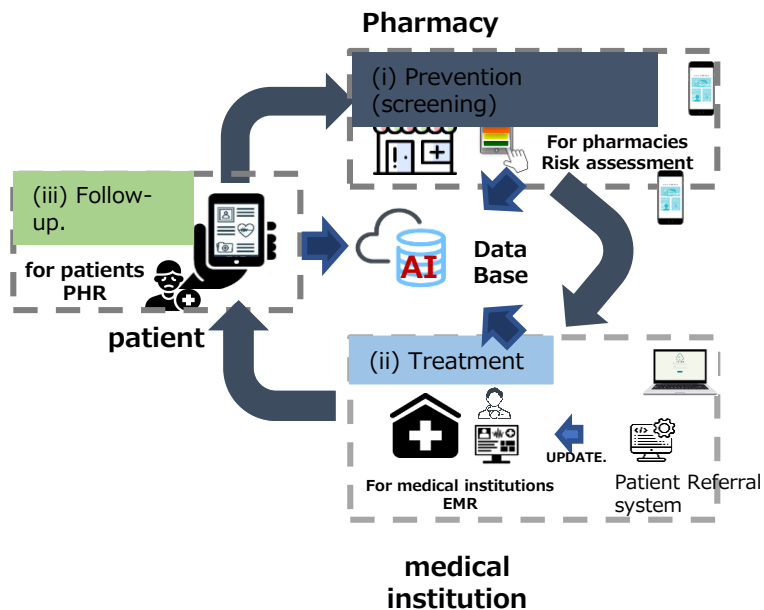 Pharmacy
(i) Prevention
(screening)
For pharmacies
Risk assessment
(iii) Follow-
up.
for patients
PHR
patient
AI
Data
Base
(ii) Treatment
UPDATE.
For medical institutions
EMR
Patient Referral
system
medical
institution